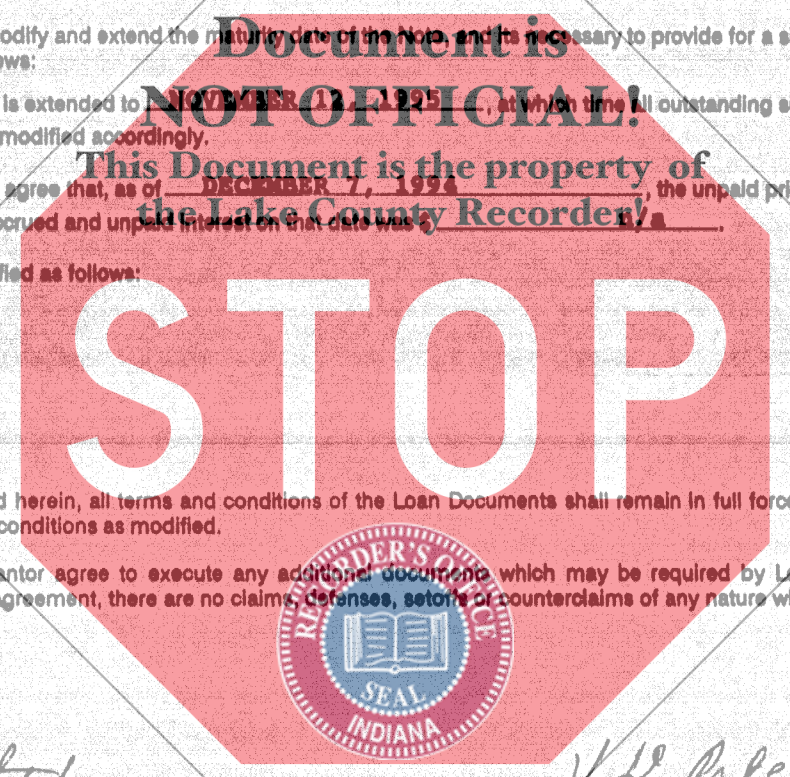 Document is
odify and extend the maturity date of the Note, and its necessary to provide for a s
ws:
NOT OFFICIAL!
is extended to NOVEMBER 12, 1995, at which time all outstanding s
modified accordingly.
This Document is the property of
agree that, as of DECEMBER 7, 1994, the unpaid pri
the Lake County Recorder!
crued and unpaid interest on that date was $ n/a.
fied as follows:
STOP
d herein, all terms and conditions of the Loan Documents shall remain in full forc
conditions as modified.
antor agree to execute any additional documents which may be required by L
greement, there are no claims, defenses, setoffs or counterclaims of any nature w
RECORDER'S OFFICE
SEAL
INDIANA